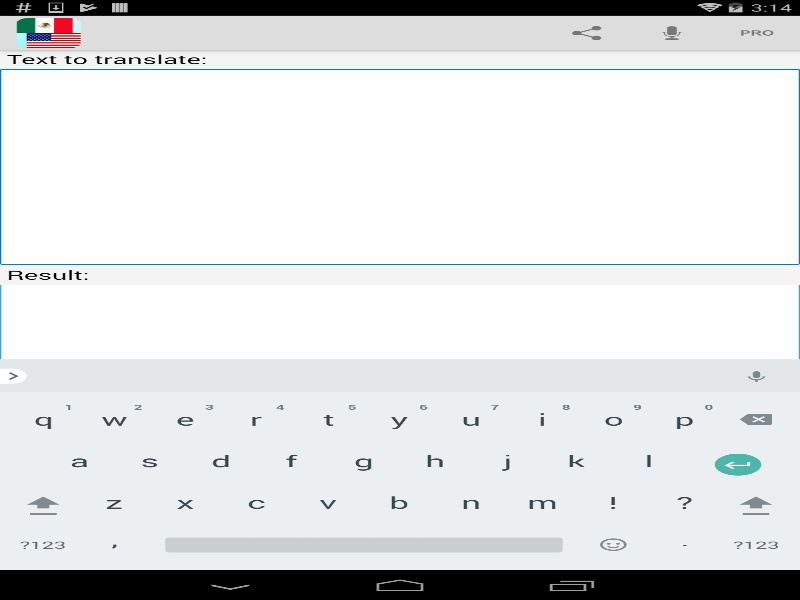 # 3:14
PRO
Text to translate:
Result:
>
1 2 3 4 5 6 7 8 9 0
q w e r t y u i o p
a s d f g h j k l
z x c v b n m ! ?
?123 , . ?123